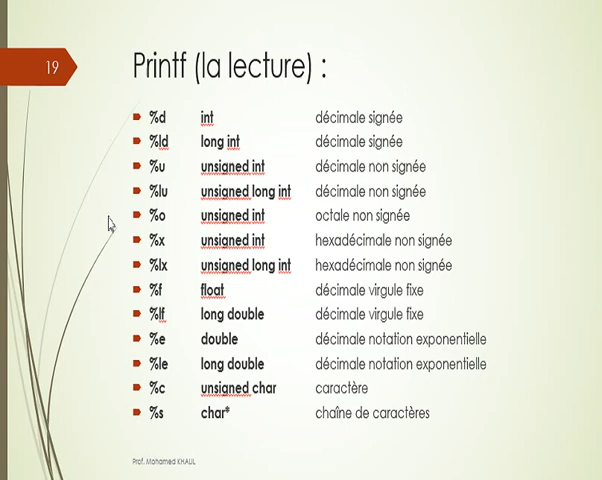 19
Printf (la lecture) :
%d int décimale signée
%ld long int décimale signée
%u unsigned int décimale non signée
%lu unsigned long int décimale non signée
%o unsigned int octale non signée
%x unsigned int hexadécimale non signée
%lx unsigned long int hexadécimale non signée
%f float décimale virgule fixe
%lf long double décimale virgule fixe
%e double décimale notation exponentielle
%le long double décimale notation exponentielle
%c unsigned char caractère
%s char* chaîne de caractères
Prof. Mohamed KHALIL